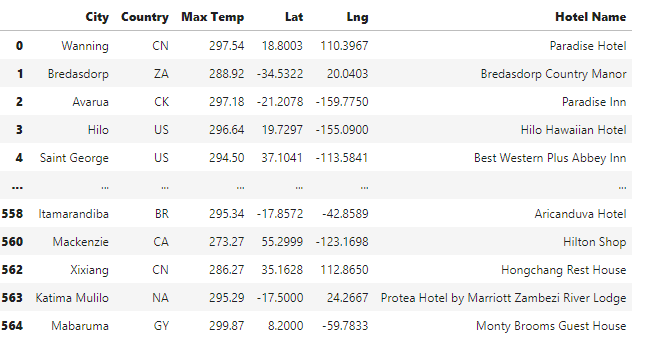 City Country Max Temp Lat Lng Hotel Name
0 Wanning CN 297.54 18.8003 110.3967 Paradise Hotel
1 Bredasdorp ZA 288.92 -34.5322 20.0403 Bredasdorp Country Manor
2 Avarua CK 297.18 -21.2078 -159.7750 Paradise Inn
3 Hilo US 296.64 19.7297 -155.0900 Hilo Hawaiian Hotel
4 Saint George US 294.50 37.1041 -113.5841 Best Western Plus Abbey Inn
... ... ... ... ... ... ...
558 Itamarandiba BR 295.34 -17.8572 -42.8589 Aricanduva Hotel
560 Mackenzie CA 273.27 55.2999 -123.1698 Hilton Shop
562 Xixiang CN 286.27 35.1628 112.8650 Hongchang Rest House
563 Katima Mulilo NA 295.29 -17.5000 24.2667 Protea Hotel by Marriott Zambezi River Lodge
564 Mabaruma GY 299.87 8.2000 -59.7833 Monty Brooms Guest House